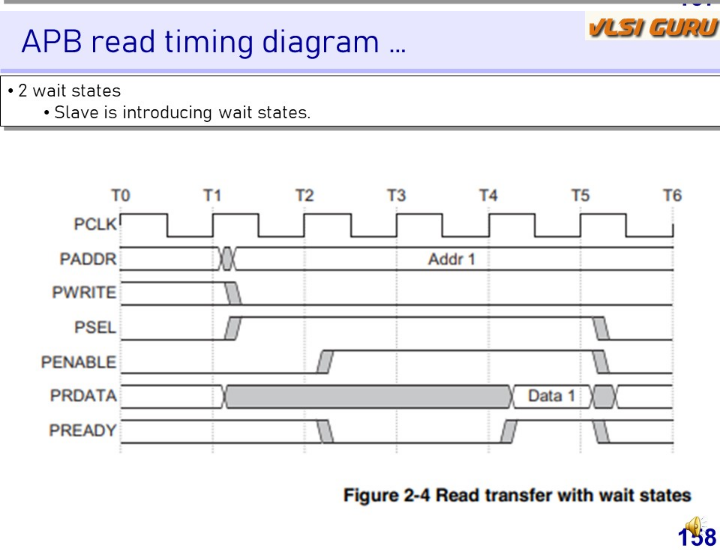 APB read timing diagram ...
VLSI GURU
• 2 wait states
• Slave is introducing wait states.
T0 T1 T2 T3 T4 T5 T6
PCLK
PADDR Addr 1
PWRITE
PSEL
PENABLE
PRDATA Data 1
PREADY
Figure 2-4 Read transfer with wait states
158